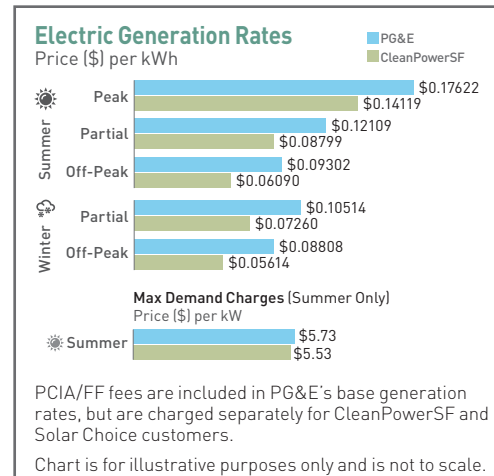 Electric Generation Rates
Price ($) per kWh
PG&E
CleanPowerSF
Summer
Peak
$0.17622
$0.14119
Partial
$0.12109
$0.08799
Off-Peak
$0.09302
$0.06090
Winter
Partial
$0.10514
$0.07260
Off-Peak
$0.08808
$0.05614
Max Demand Charges (Summer Only)
Price ($) per kW
Summer
$5.73
$5.53
PCIA/FF fees are included in PG&E's base generation
rates, but are charged separately for CleanPowerSF and
Solar Choice customers.
Chart is for illustrative purposes only and is not to scale.